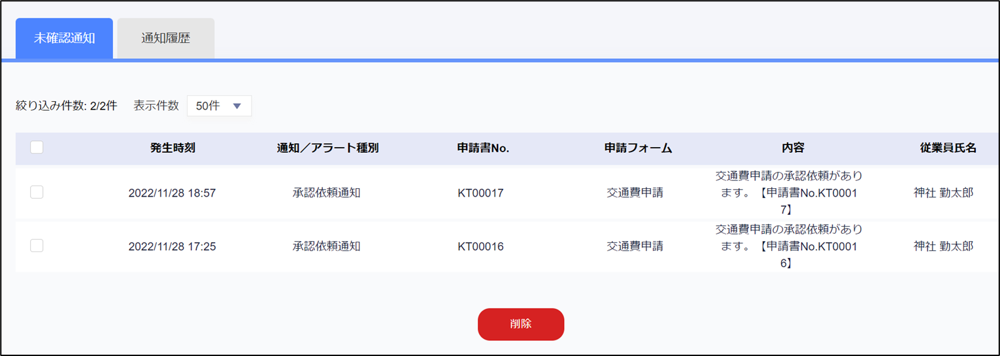 未確認通知 通知履歴
絞り込み件数: 2/2件 表示件数 50件
発生時刻 通知／アラート種別 申請書No. 申請フォーム 内容 従業員氏名
2022/11/28 18:57 承認依頼通知 KT00017 交通費申請 交通費申請の承認依頼があり
ます。【申請書No.KT0001
7】 神社 勤太郎
2022/11/28 17:25 承認依頼通知 KT00016 交通費申請 交通費申請の承認依頼があり
ます。【申請書No.KT0001
6】 神社 勤太郎
削除